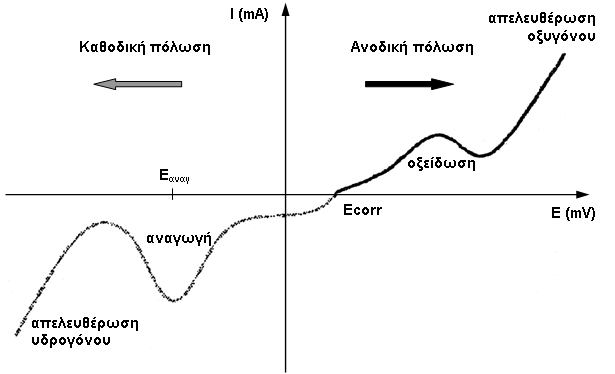 I (mA)
απελευθέρωση
οξυγόνου
Καθοδική πόλωση
Ανοδική πόλωση
οξείδωση
Eαναγ
Ecorr
E (mV)
αναγωγή
απελευθέρωση
υδρογόνου